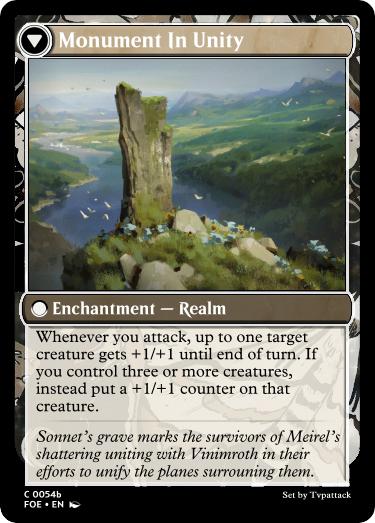 Monument In Unity
Enchantment — Realm
Whenever you attack, up to one target
creature gets +1/+1 until end of turn. If
you control three or more creatures,
instead put a +1/+1 counter on that
creature.
Sonnet's grave marks the survivors of Meirel's
shattering uniting with Vinimroth in their
efforts to unify the planes surrouning them.
C 0054b
FOE • EN
Set by Tvpattack